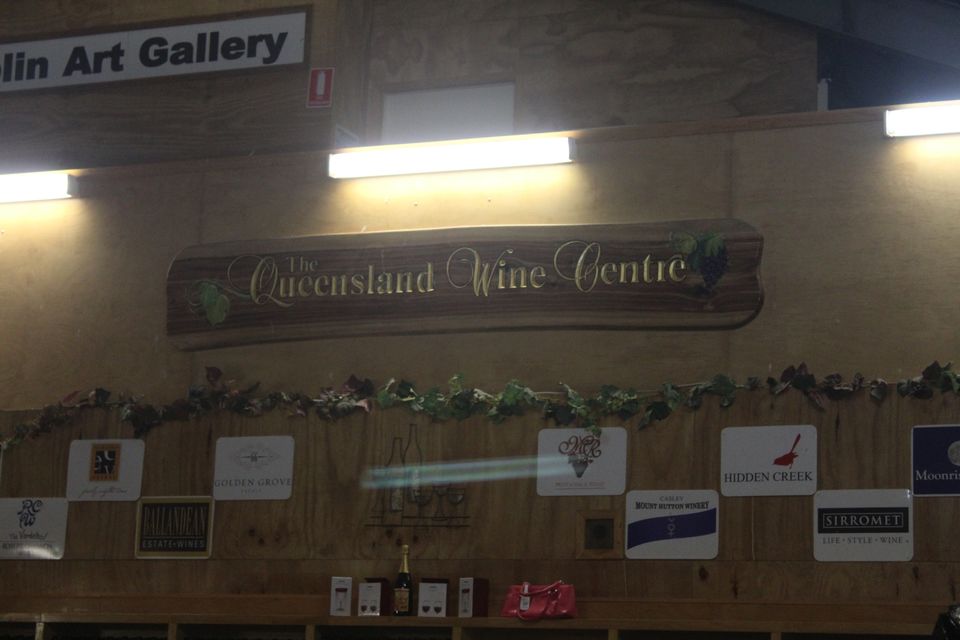 lin Art Gallery
The
Queensland Wine Centre
GOLDEN GROVE
BALLANDEAN
ESTATE•WINES
HIDDEN CREEK
CASLEY
MOUNT HUTTON WINERY
SIRROMET
LIFE • STYLE • WINE
Moonri